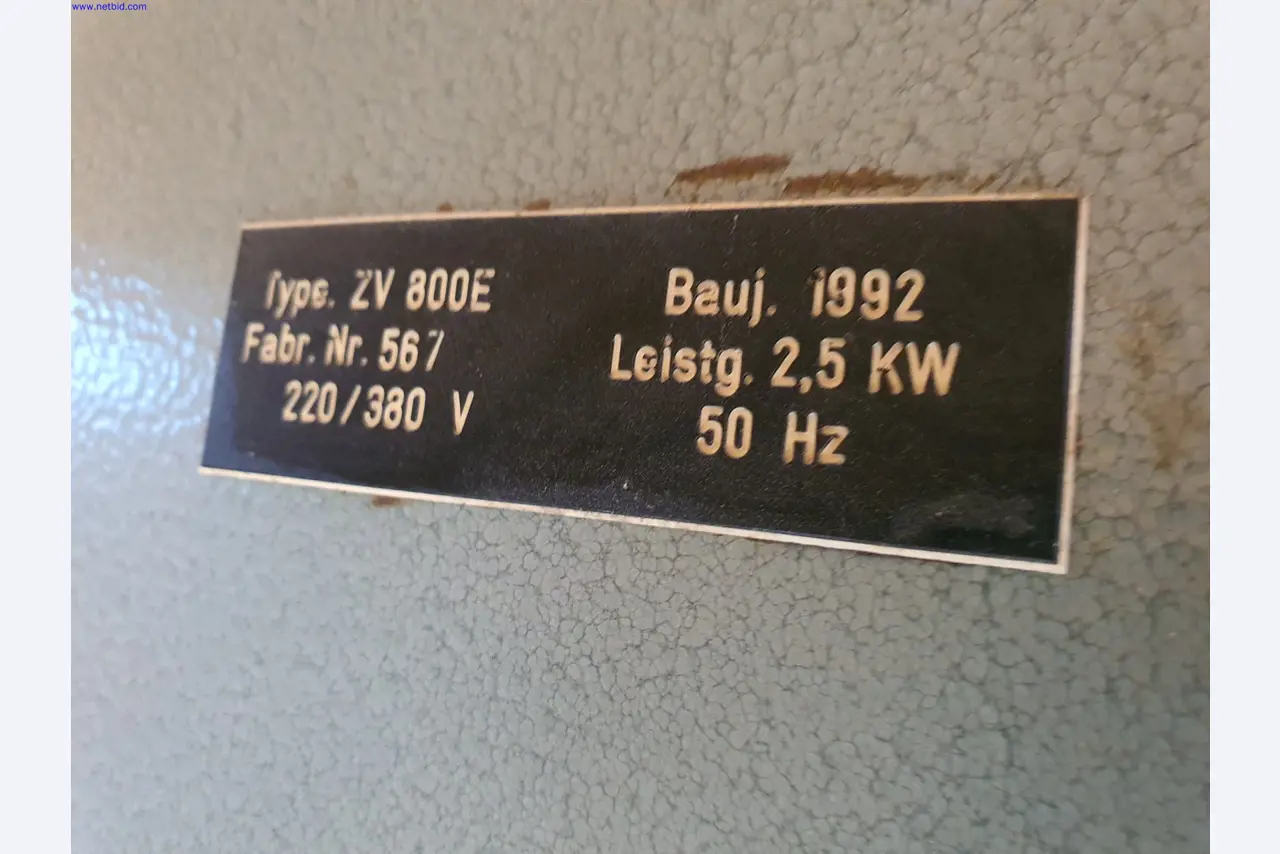 www.netbid.com
Type. ZV 800E
Fabr. Nr. 567
220/380 V
Bauj. 1992
Leistg. 2,5 KW
50 Hz